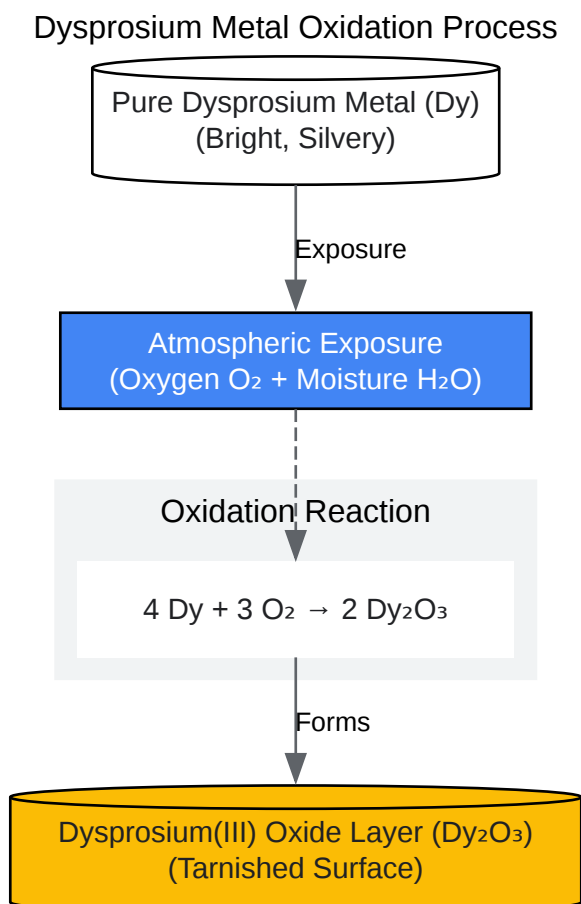 Dysprosium Metal Oxidation Process
Pure Dysprosium Metal (Dy)
(Bright, Silvery)
Exposure
Atmospheric Exposure
(Oxygen O₂ + Moisture H₂O)
Oxidation Reaction
4 Dy + 3 O₂ → 2 Dy₂O₃
Forms
Dysprosium(III) Oxide Layer (Dy₂O₃)
(Tarnished Surface)